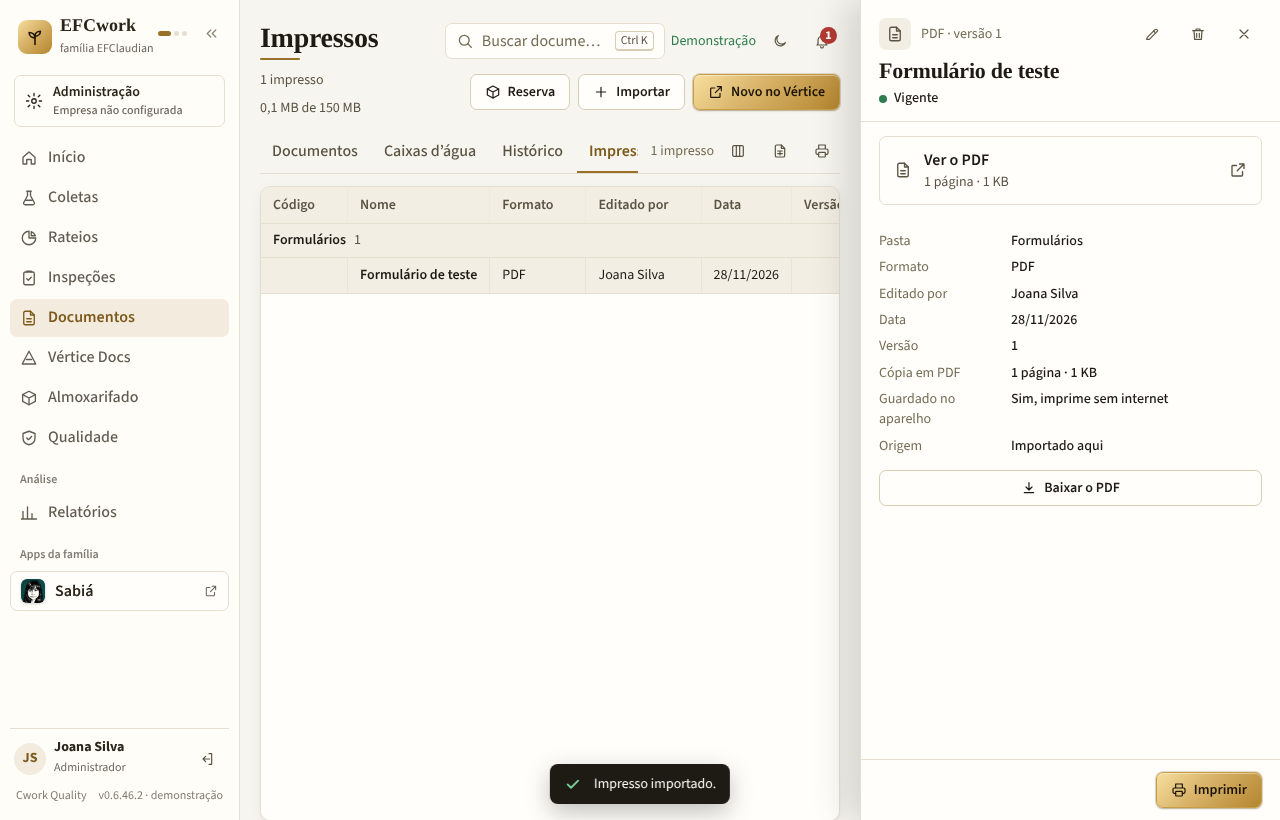 EFCwork
família EFClaudian
Administração
Empresa não configurada
Início
Coletas
Rateios
Inspeções
Documentos
Vértice Docs
Almoxarifado
Qualidade
Análise
Relatórios
Apps da família
Sabiá
JS
Joana Silva
Administrador
Cwork Quality v0.6.46.2 · demonstração
Impressos
Buscar docume… Ctrl K
Demonstração
1
1 impresso
0,1 MB de 150 MB
Reserva
Importar
Novo no Vértice
Documentos Caixas d’água Histórico Impres 1 impresso
Código Nome Formato Editado por Data Versã
Formulários 1
Formulário de teste PDF Joana Silva 28/11/2026
Impresso importado.
PDF · versão 1
Formulário de teste
Vigente
Ver o PDF
1 página · 1 KB
Pasta Formulários
Formato PDF
Editado por Joana Silva
Data 28/11/2026
Versão 1
Cópia em PDF 1 página · 1 KB
Guardado no Sim, imprime sem internet
aparelho
Origem Importado aqui
Baixar o PDF
Imprimir